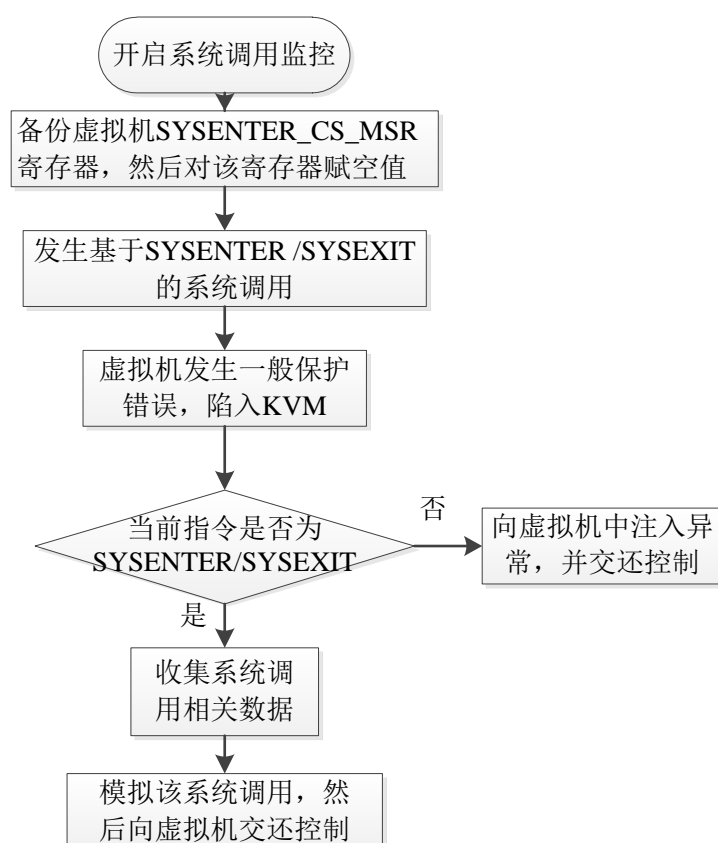 开启系统调用监控
备份虚拟机SYSENTER_CS_MSR
寄存器，然后对该寄存器赋空值
发生基于SYSENTER /SYSEXIT
的系统调用
虚拟机发生一般保护
错误，陷入KVM
当前指令是否为
SYSENTER/SYSEXIT
否
向虚拟机中注入异
常，并交还控制
是
收集系统调
用相关数据
模拟该系统调用，然
后向虚拟机交还控制